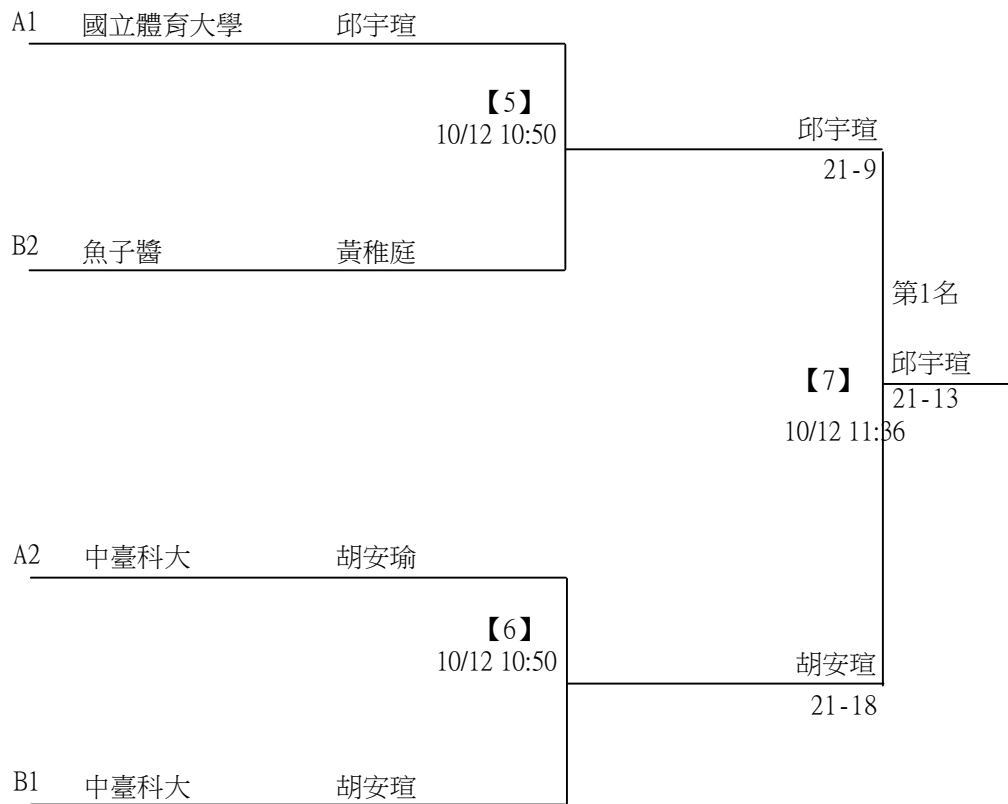 A1 國立體育大學 邱宇瑄
【5】
10/12 10:50
邱宇瑄
21-9
B2 魚子醬 黃稚庭
第1名
邱宇瑄
【7】
21-13
10/12 11:36
A2 中臺科大 胡安瑜
【6】
10/12 10:50
胡安瑄
21-18
B1 中臺科大 胡安瑄